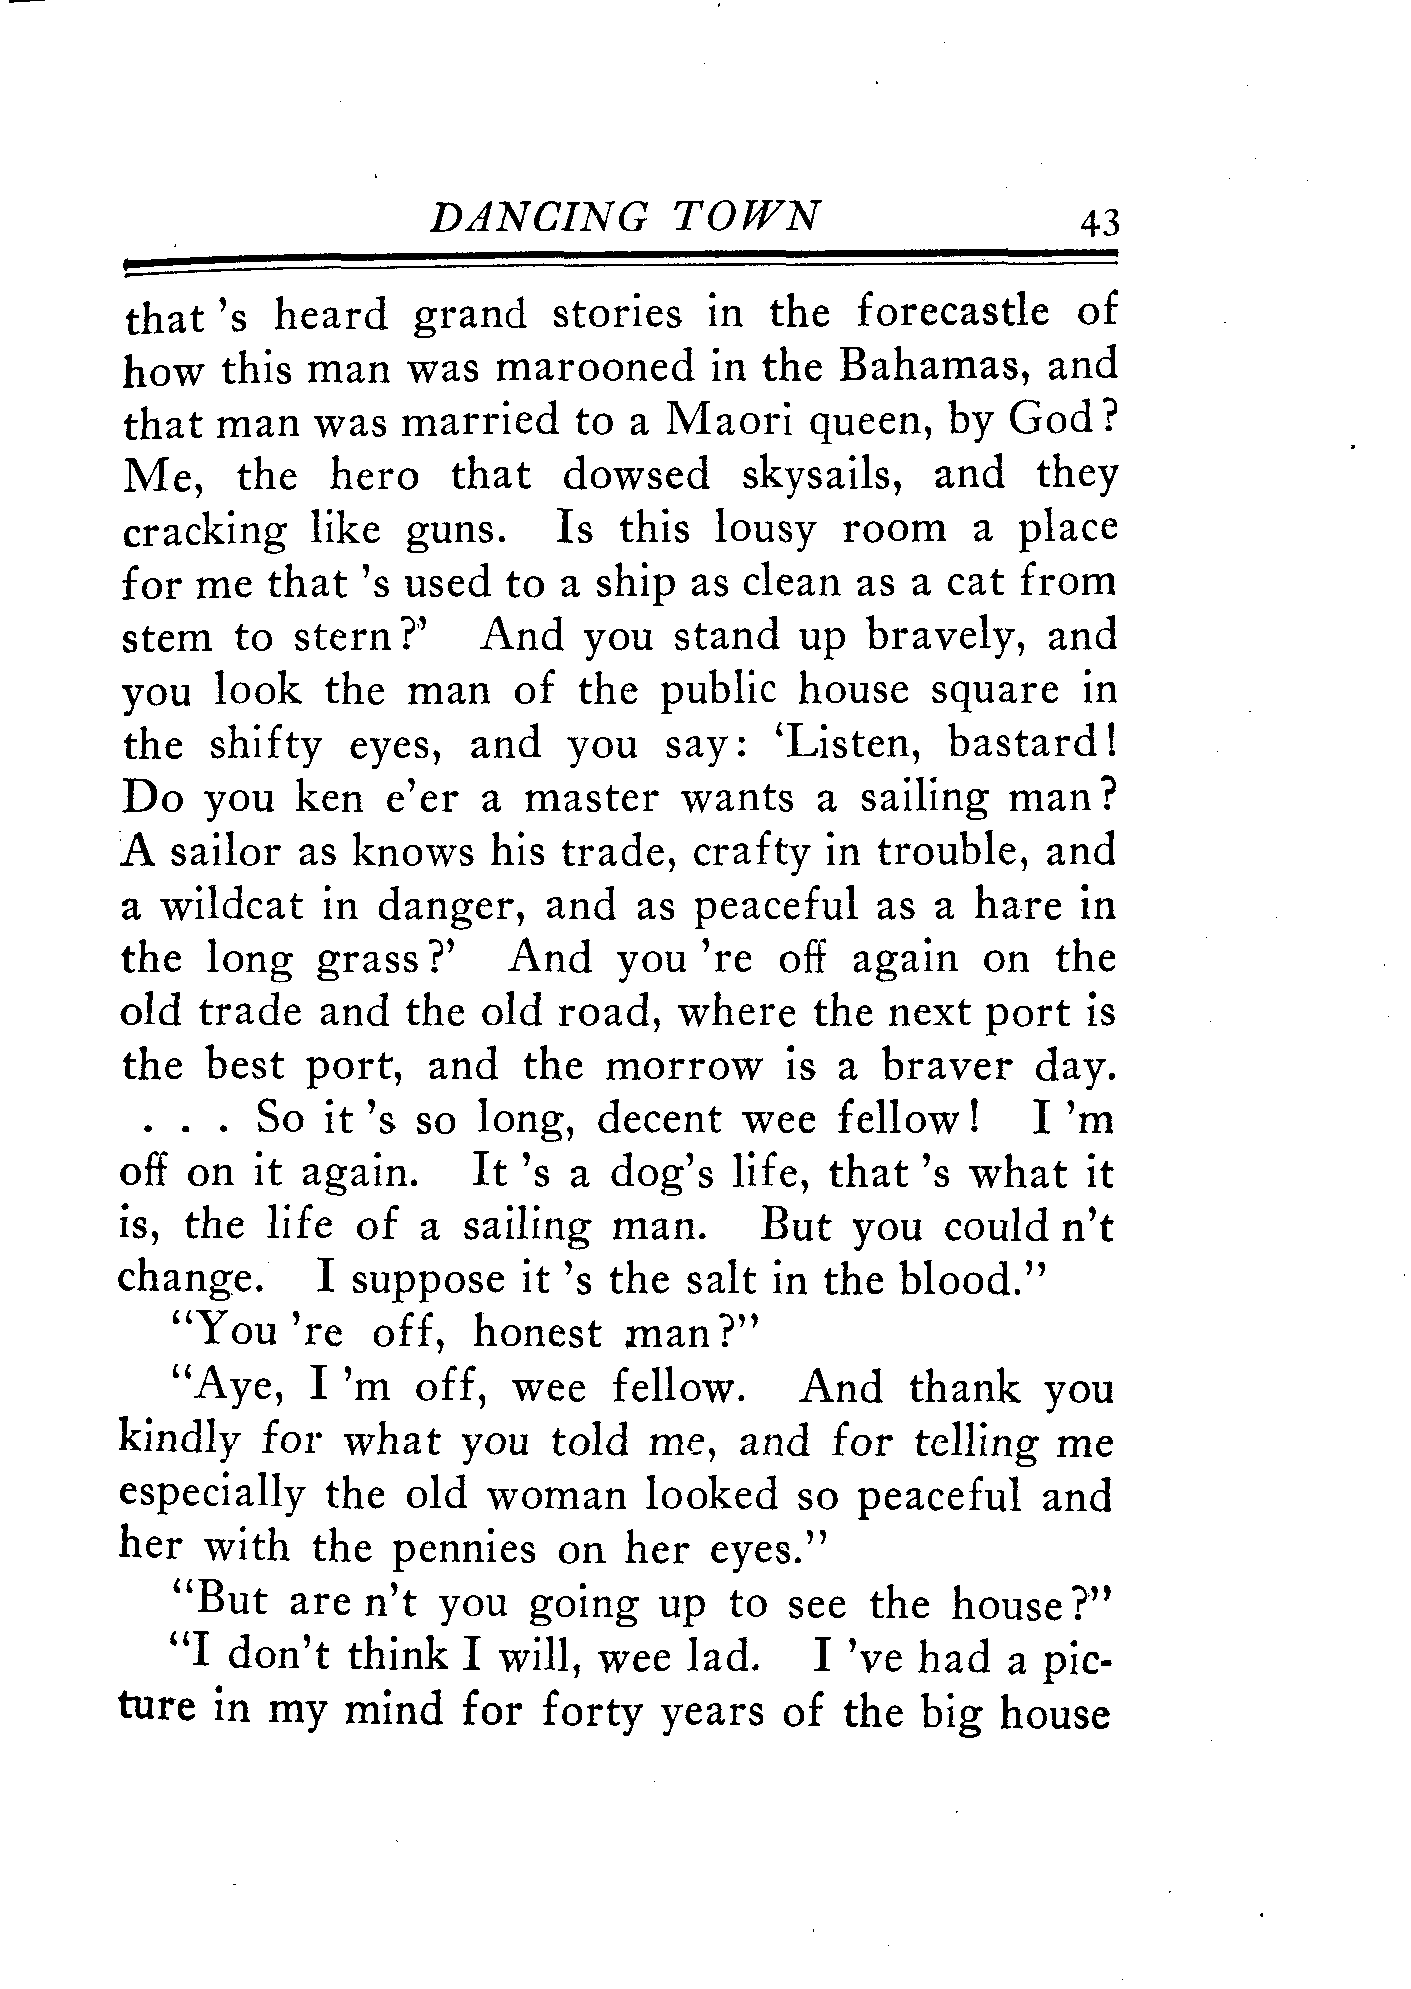 DANCING TOWN 43
that 's heard grand stories in the forecastle of
how this man was marooned in the Bahamas, and
that man was married to a Maori queen, by God?
Me, the hero that dowsed skysails, and they
cracking like guns. Is this lousy room a place
for me that 's used to a ship as clean as a cat from
stem to stern?' And you stand up bravely, and
you look the man of the public house square in
the shifty eyes, and you say: 'Listen, bastard!
Do you ken e'er a master wants a sailing man?
A sailor as knows his trade, crafty in trouble, and
a wildcat in danger, and as peaceful as a hare in
the long grass?' And you 're off again on the
old trade and the old road, where the next port is
the best port, and the morrow is a braver day.
. . . So it 's so long, decent wee fellow! I 'm
off on it again. It 's a dog's life, that 's what it
is, the life of a sailing man. But you could n't
change. I suppose it 's the salt in the blood."
"You 're off, honest man?"
"Aye, I 'm off, wee fellow. And thank you
kindly for what you told me, and for telling me
especially the old woman looked so peaceful and
her with the pennies on her eyes."
"But are n't you going up to see the house?"
"I don't think I will, wee lad. I 've had a pic-
ture in my mind for forty years of the big house